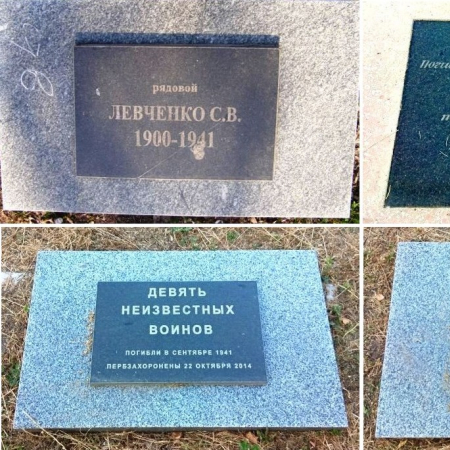 рядовой
ЛЕВЧЕНКО С.В.
1900-1941
ДЕВЯТЬ
НЕИЗВЕСТНЫХ
ВОИНОВ
ПОГИБЛИ В СЕНТЯБРЕ 1941
ПЕРЕЗАХОРОНЕНЫ 22 ОКТЯБРЯ 2014